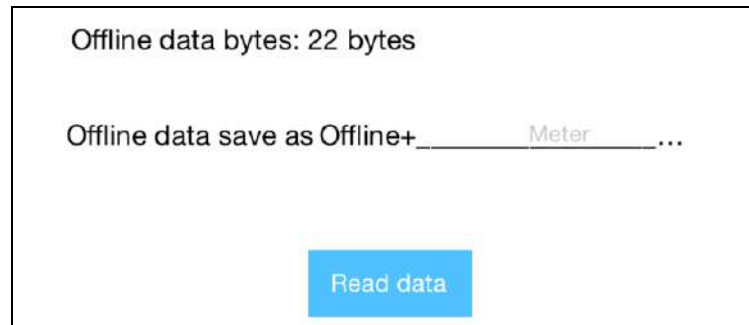 Offline data bytes: 22 bytes
Offline data save as Offline+_______Meter_______...
Read data